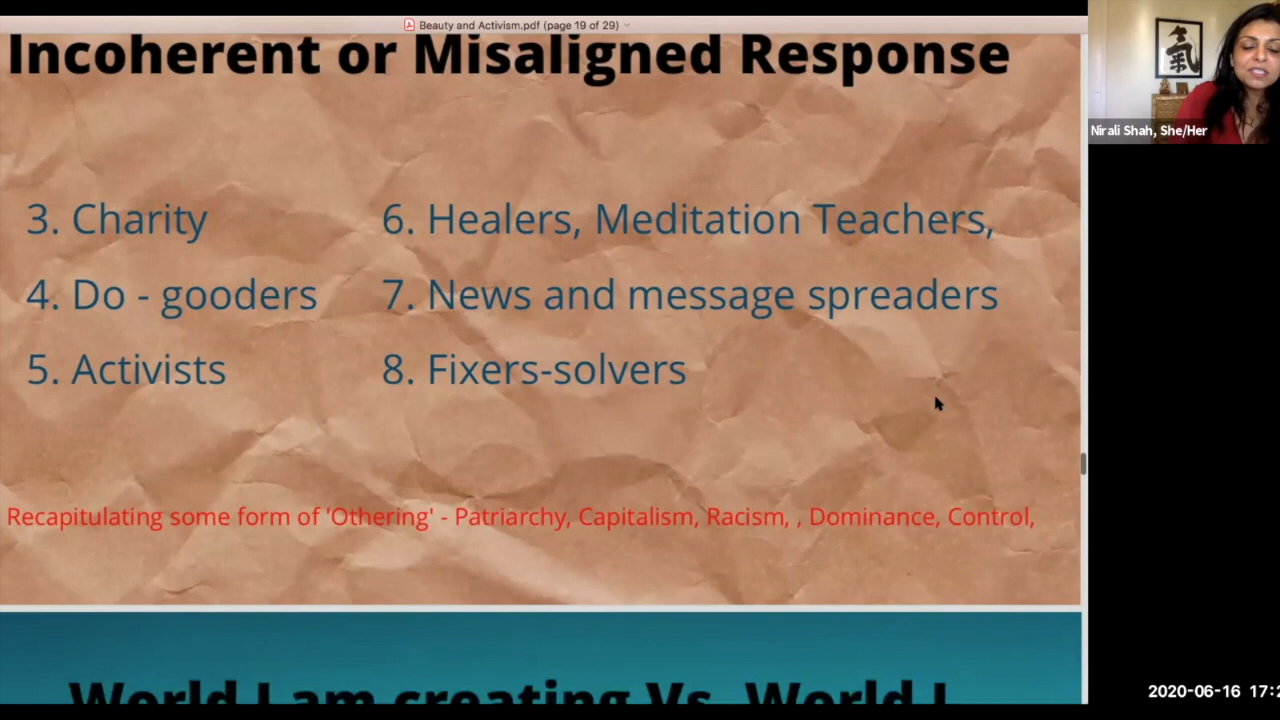 Beauty and Activism.pdf (page 19 of 29)
Incoherent or Misaligned Response
3. Charity
4. Do - gooders
5. Activists
6. Healers, Meditation Teachers,
7. News and message spreaders
8. Fixers-solvers
Recapitulating some form of 'Othering' - Patriarchy, Capitalism, Racism, , Dominance, Control,
World I am creating Vs. World I
氣
Nirali Shah, She/Her
2020-06-16 17:2